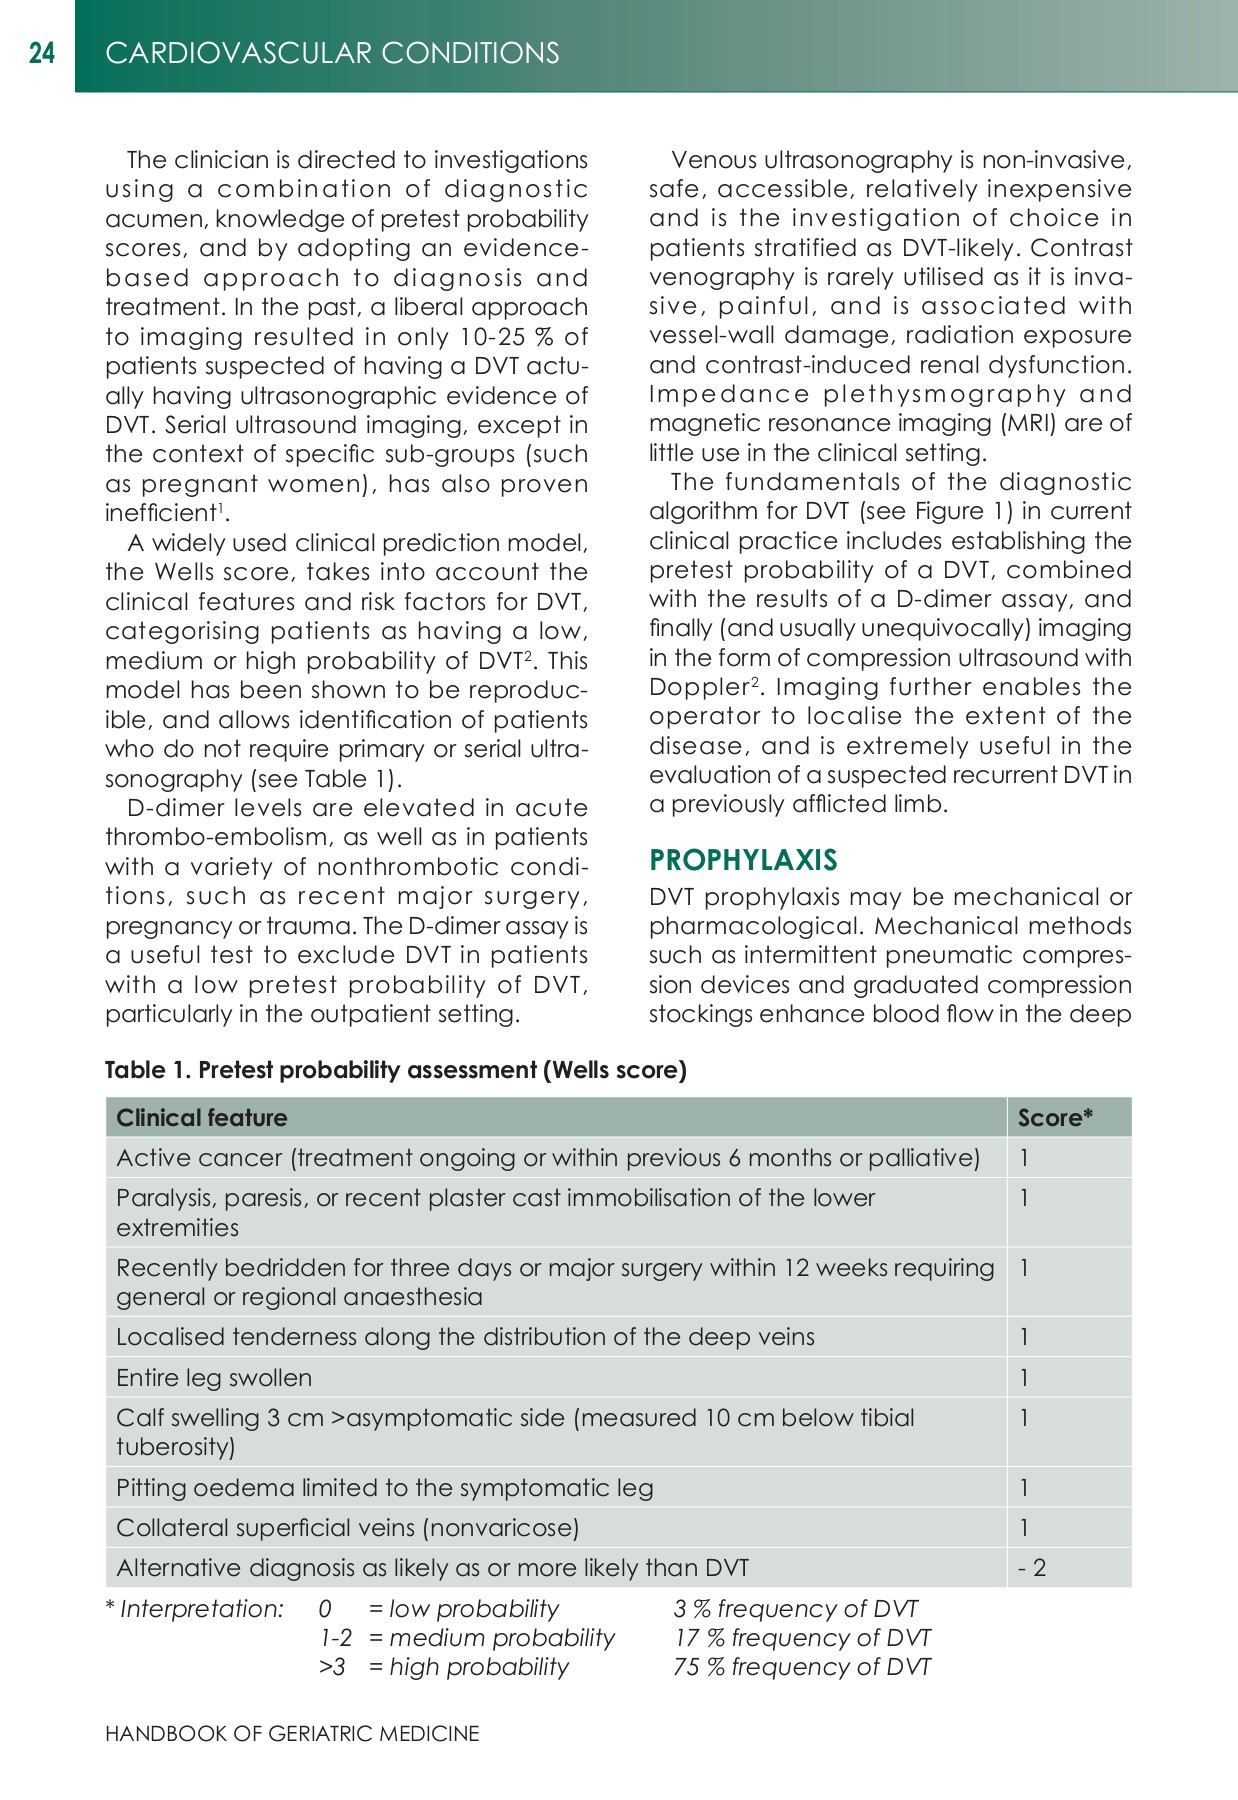 24
CARDIOVASCULAR CONDITIONS
The clinician is directed to investigations
using a combination of diagnostic
acumen, knowledge of pretest probability
scores, and by adopting an evidence-
based approach to diagnosis and
treatment. In the past, a liberal approach
to imaging resulted in only 10-25 % of
patients suspected of having a DVT actu-
ally having ultrasonographic evidence of
DVT. Serial ultrasound imaging, except in
the context of specific sub-groups (such
as pregnant women), has also proven
inefficient¹.
A widely used clinical prediction model,
the Wells score, takes into account the
clinical features and risk factors for DVT,
categorising patients as having a low,
medium or high probability of DVT². This
model has been shown to be reproduc-
ible, and allows identification of patients
who do not require primary or serial ultra-
sonography (see Table 1).
D-dimer levels are elevated in acute
thrombo-embolism, as well as in patients
with a variety of nonthrombotic condi-
tions, such as recent major surgery,
pregnancy or trauma. The D-dimer assay is
a useful test to exclude DVT in patients
with a low pretest probability of DVT,
particularly in the outpatient setting.
Venous ultrasonography is non-invasive,
safe, accessible, relatively inexpensive
and is the investigation of choice in
patients stratified as DVT-likely. Contrast
venography is rarely utilised as it is inva-
sive, painful, and is associated with
vessel-wall damage, radiation exposure
and contrast-induced renal dysfunction.
Impedance plethysmography and
magnetic resonance imaging (MRI) are of
little use in the clinical setting.
The fundamentals of the diagnostic
algorithm for DVT (see Figure 1) in current
clinical practice includes establishing the
pretest probability of a DVT, combined
with the results of a D-dimer assay, and
finally (and usually unequivocally) imaging
in the form of compression ultrasound with
Doppler². Imaging further enables the
operator to localise the extent of the
disease, and is extremely useful in the
evaluation of a suspected recurrent DVT in
a previously afflicted limb.
PROPHYLAXIS
DVT prophylaxis may be mechanical or
pharmacological. Mechanical methods
such as intermittent pneumatic compres-
sion devices and graduated compression
stockings enhance blood flow in the deep
Table 1. Pretest probability assessment (Wells score)
Clinical feature Score*
Active cancer (treatment ongoing or within previous 6 months or palliative) 1
Paralysis, paresis, or recent plaster cast immobilisation of the lower 1
extremities
Recently bedridden for three days or major surgery within 12 weeks requiring 1
general or regional anaesthesia
Localised tenderness along the distribution of the deep veins 1
Entire leg swollen 1
Calf swelling 3 cm >asymptomatic side (measured 10 cm below tibial 1
tuberosity)
Pitting oedema limited to the symptomatic leg 1
Collateral superficial veins (nonvaricose) 1
Alternative diagnosis as likely as or more likely than DVT - 2
* Interpretation: 0 = low probability 3 % frequency of DVT
1-2 = medium probability 17 % frequency of DVT
>3 = high probability 75 % frequency of DVT
HANDBOOK OF GERIATRIC MEDICINE